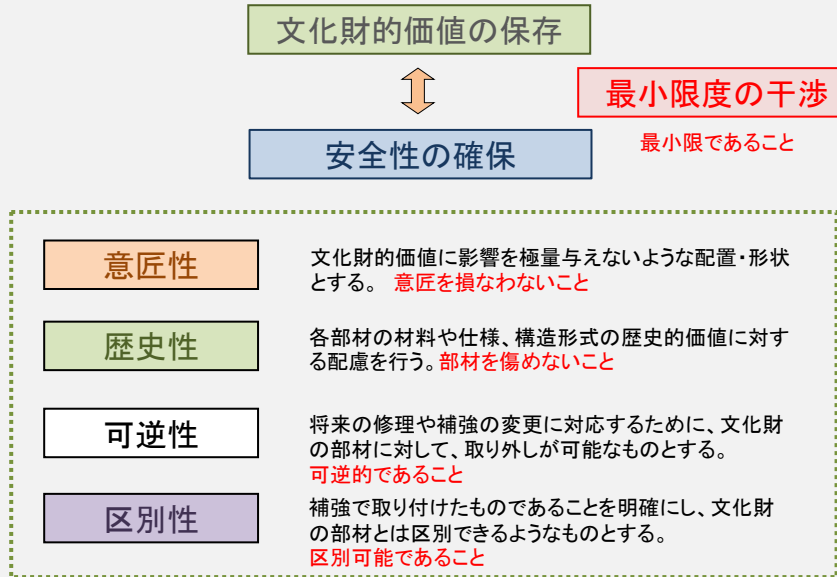 文化財的価値の保存
最小限度の干渉
最小限であること
安全性の確保
意匠性
文化財的価値に影響を極量与えないような配置・形状
とする。 意匠を損なわないこと
歴史性
各部材の材料や仕様、構造形式の歴史的価値に対す
る配慮を行う。部材を傷めないこと
可逆性
将来の修理や補強の変更に対応するために、文化財
の部材に対して、取り外しが可能なものとする。
可逆的であること
区別性
補強で取り付けたものであることを明確にし、文化財
の部材とは区別できるようなものとする。
区別可能であること